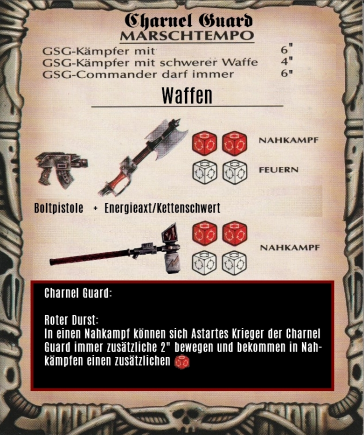 Charnel Guard
MARSCHTEMPO
GSG-Kämpfer mit 6"
GSG-Kämpfer mit schwerer Waffe 4"
GSG-Commander darf immer 6"
Waffen
NAHKAMPF
FEUERN
Boltpistole + Energieaxt/Kettenschwert
NAHKAMPF
Charnel Guard:
Roter Durst:
In einen Nahkampf können sich Astartes Krieger der Charnel
Guard immer zusätzliche 2" bewegen und bekommen in Nah-
kämpfen einen zusätzlichen